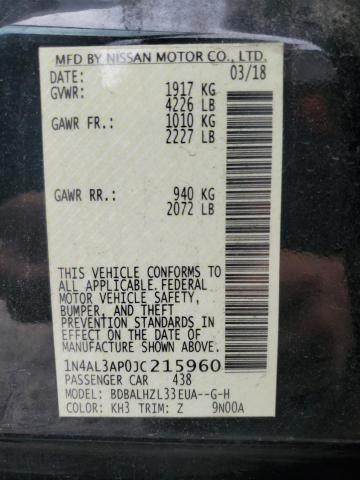 MFD BY NISSAN MOTOR CO., LTD.
DATE: 03/18
GVWR: 1917 KG
4226 LB
GAWR FR.: 1010 KG
2227 LB
GAWR RR.: 940 KG
2072 LB
THIS VEHICLE CONFORMS TO
ALL APPLICABLE.FEDERAL
MOTOR VEHICLE SAFETY,
BUMPER, AND THEFT
PREVENTION STANDARDS IN
EFFECT ON THE DATE OF
MANUFACTURE SHOWN ABOVE.
1N4AL3AP0JC215960
PASSENGER CAR 438
MODEL: BDBALHZL33EUA--G-H
COLOR: KH3 TRIM: Z 9N00A